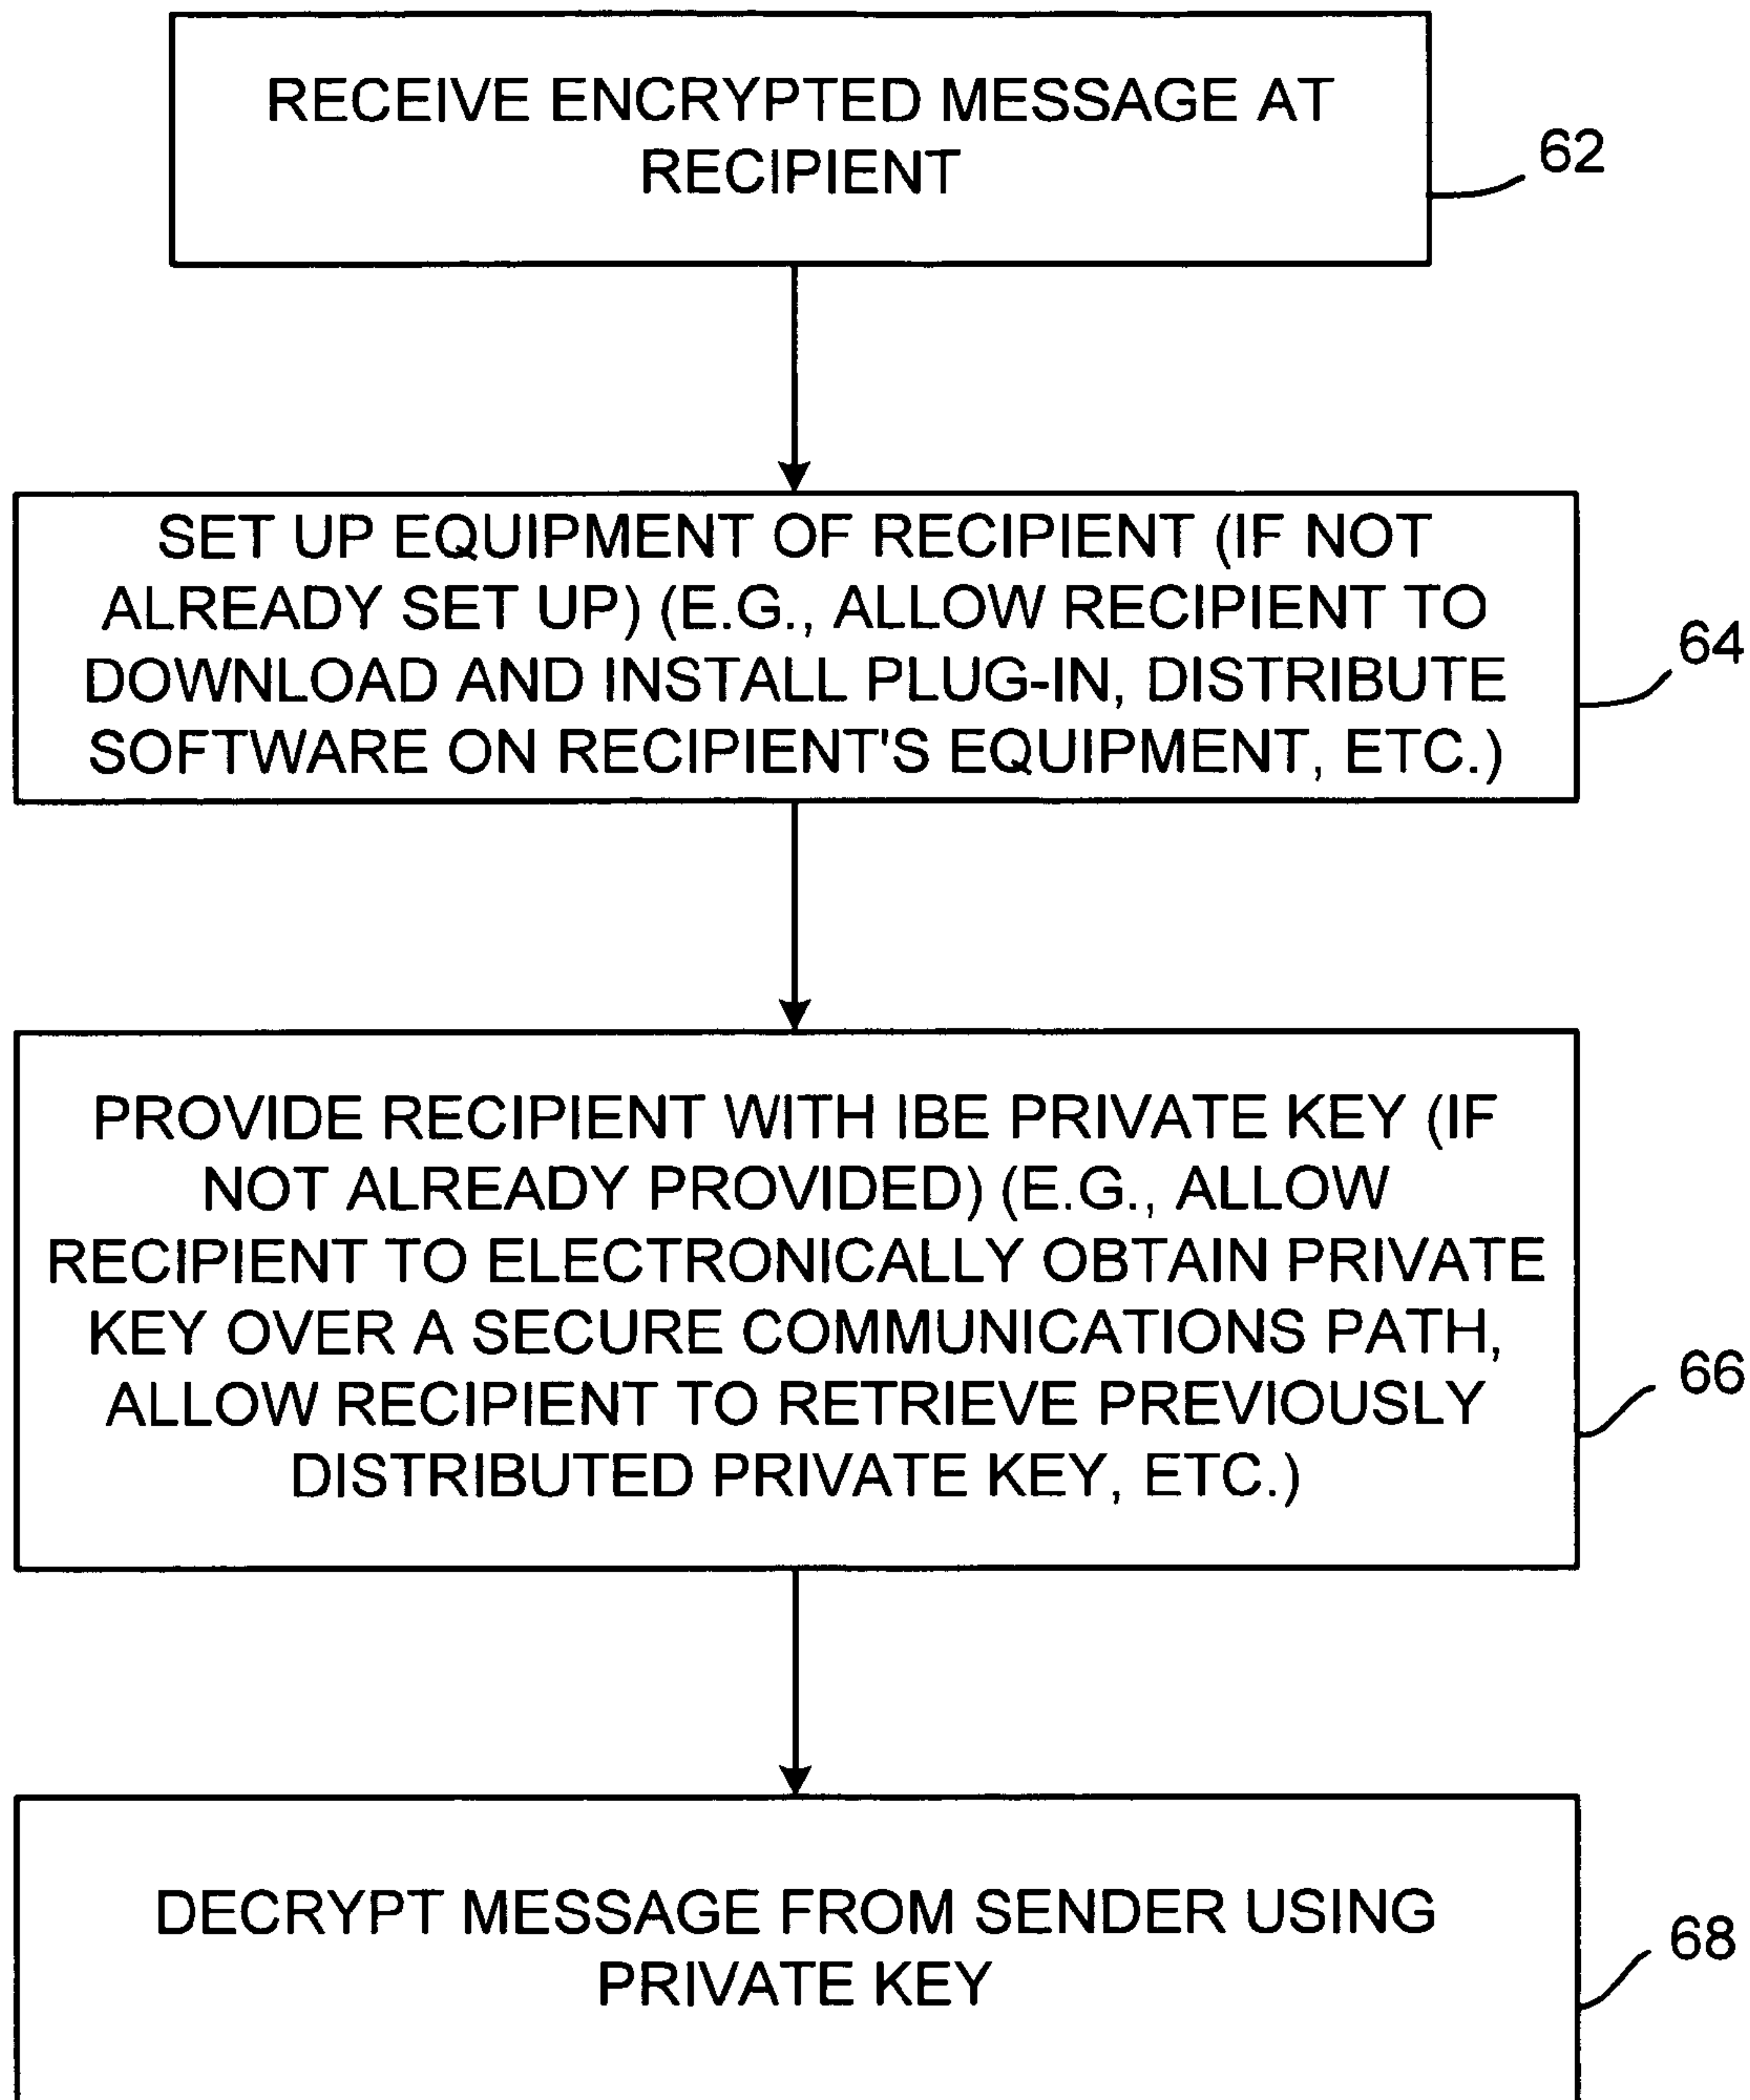 RECEIVE ENCRYPTED MESSAGE AT
RECIPIENT
62
SET UP EQUIPMENT OF RECIPIENT (IF NOT
ALREADY SET UP) (E.G., ALLOW RECIPIENT TO
DOWNLOAD AND INSTALL PLUG-IN, DISTRIBUTE
SOFTWARE ON RECIPIENT'S EQUIPMENT, ETC.)
64
PROVIDE RECIPIENT WITH IBE PRIVATE KEY (IF
NOT ALREADY PROVIDED) (E.G., ALLOW
RECIPIENT TO ELECTRONICALLY OBTAIN PRIVATE
KEY OVER A SECURE COMMUNICATIONS PATH,
ALLOW RECIPIENT TO RETRIEVE PREVIOUSLY
DISTRIBUTED PRIVATE KEY, ETC.)
66
DECRYPT MESSAGE FROM SENDER USING
PRIVATE KEY
68